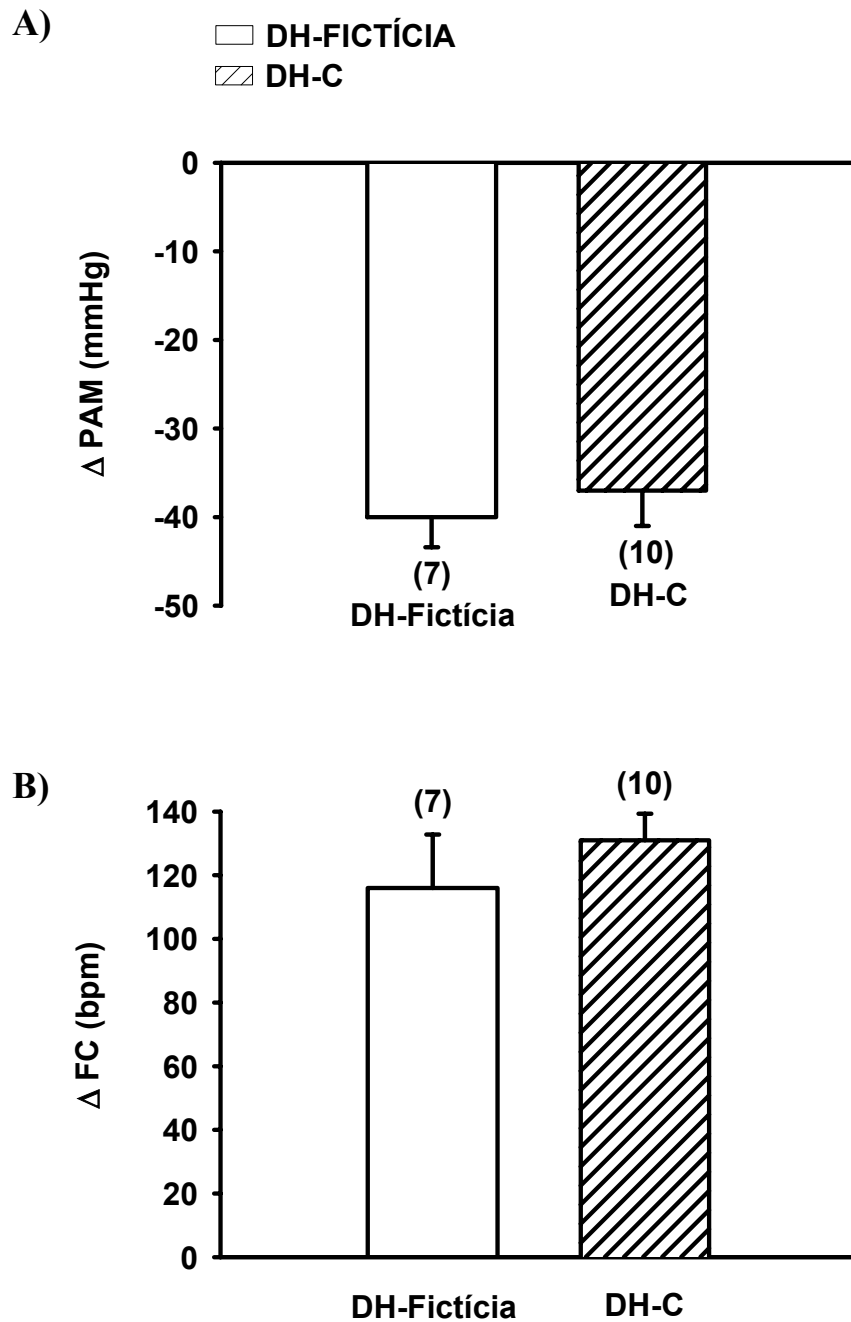 A)
DH-FICTÍCIA
DH-C
0
-10
-20
-30
-40
-50
Δ PAM (mmHg)
(7)
(10)
DH-Fictícia
DH-C
B)
(7)
(10)
140
120
100
80
60
40
20
0
Δ FC (bpm)
DH-Fictícia
DH-C